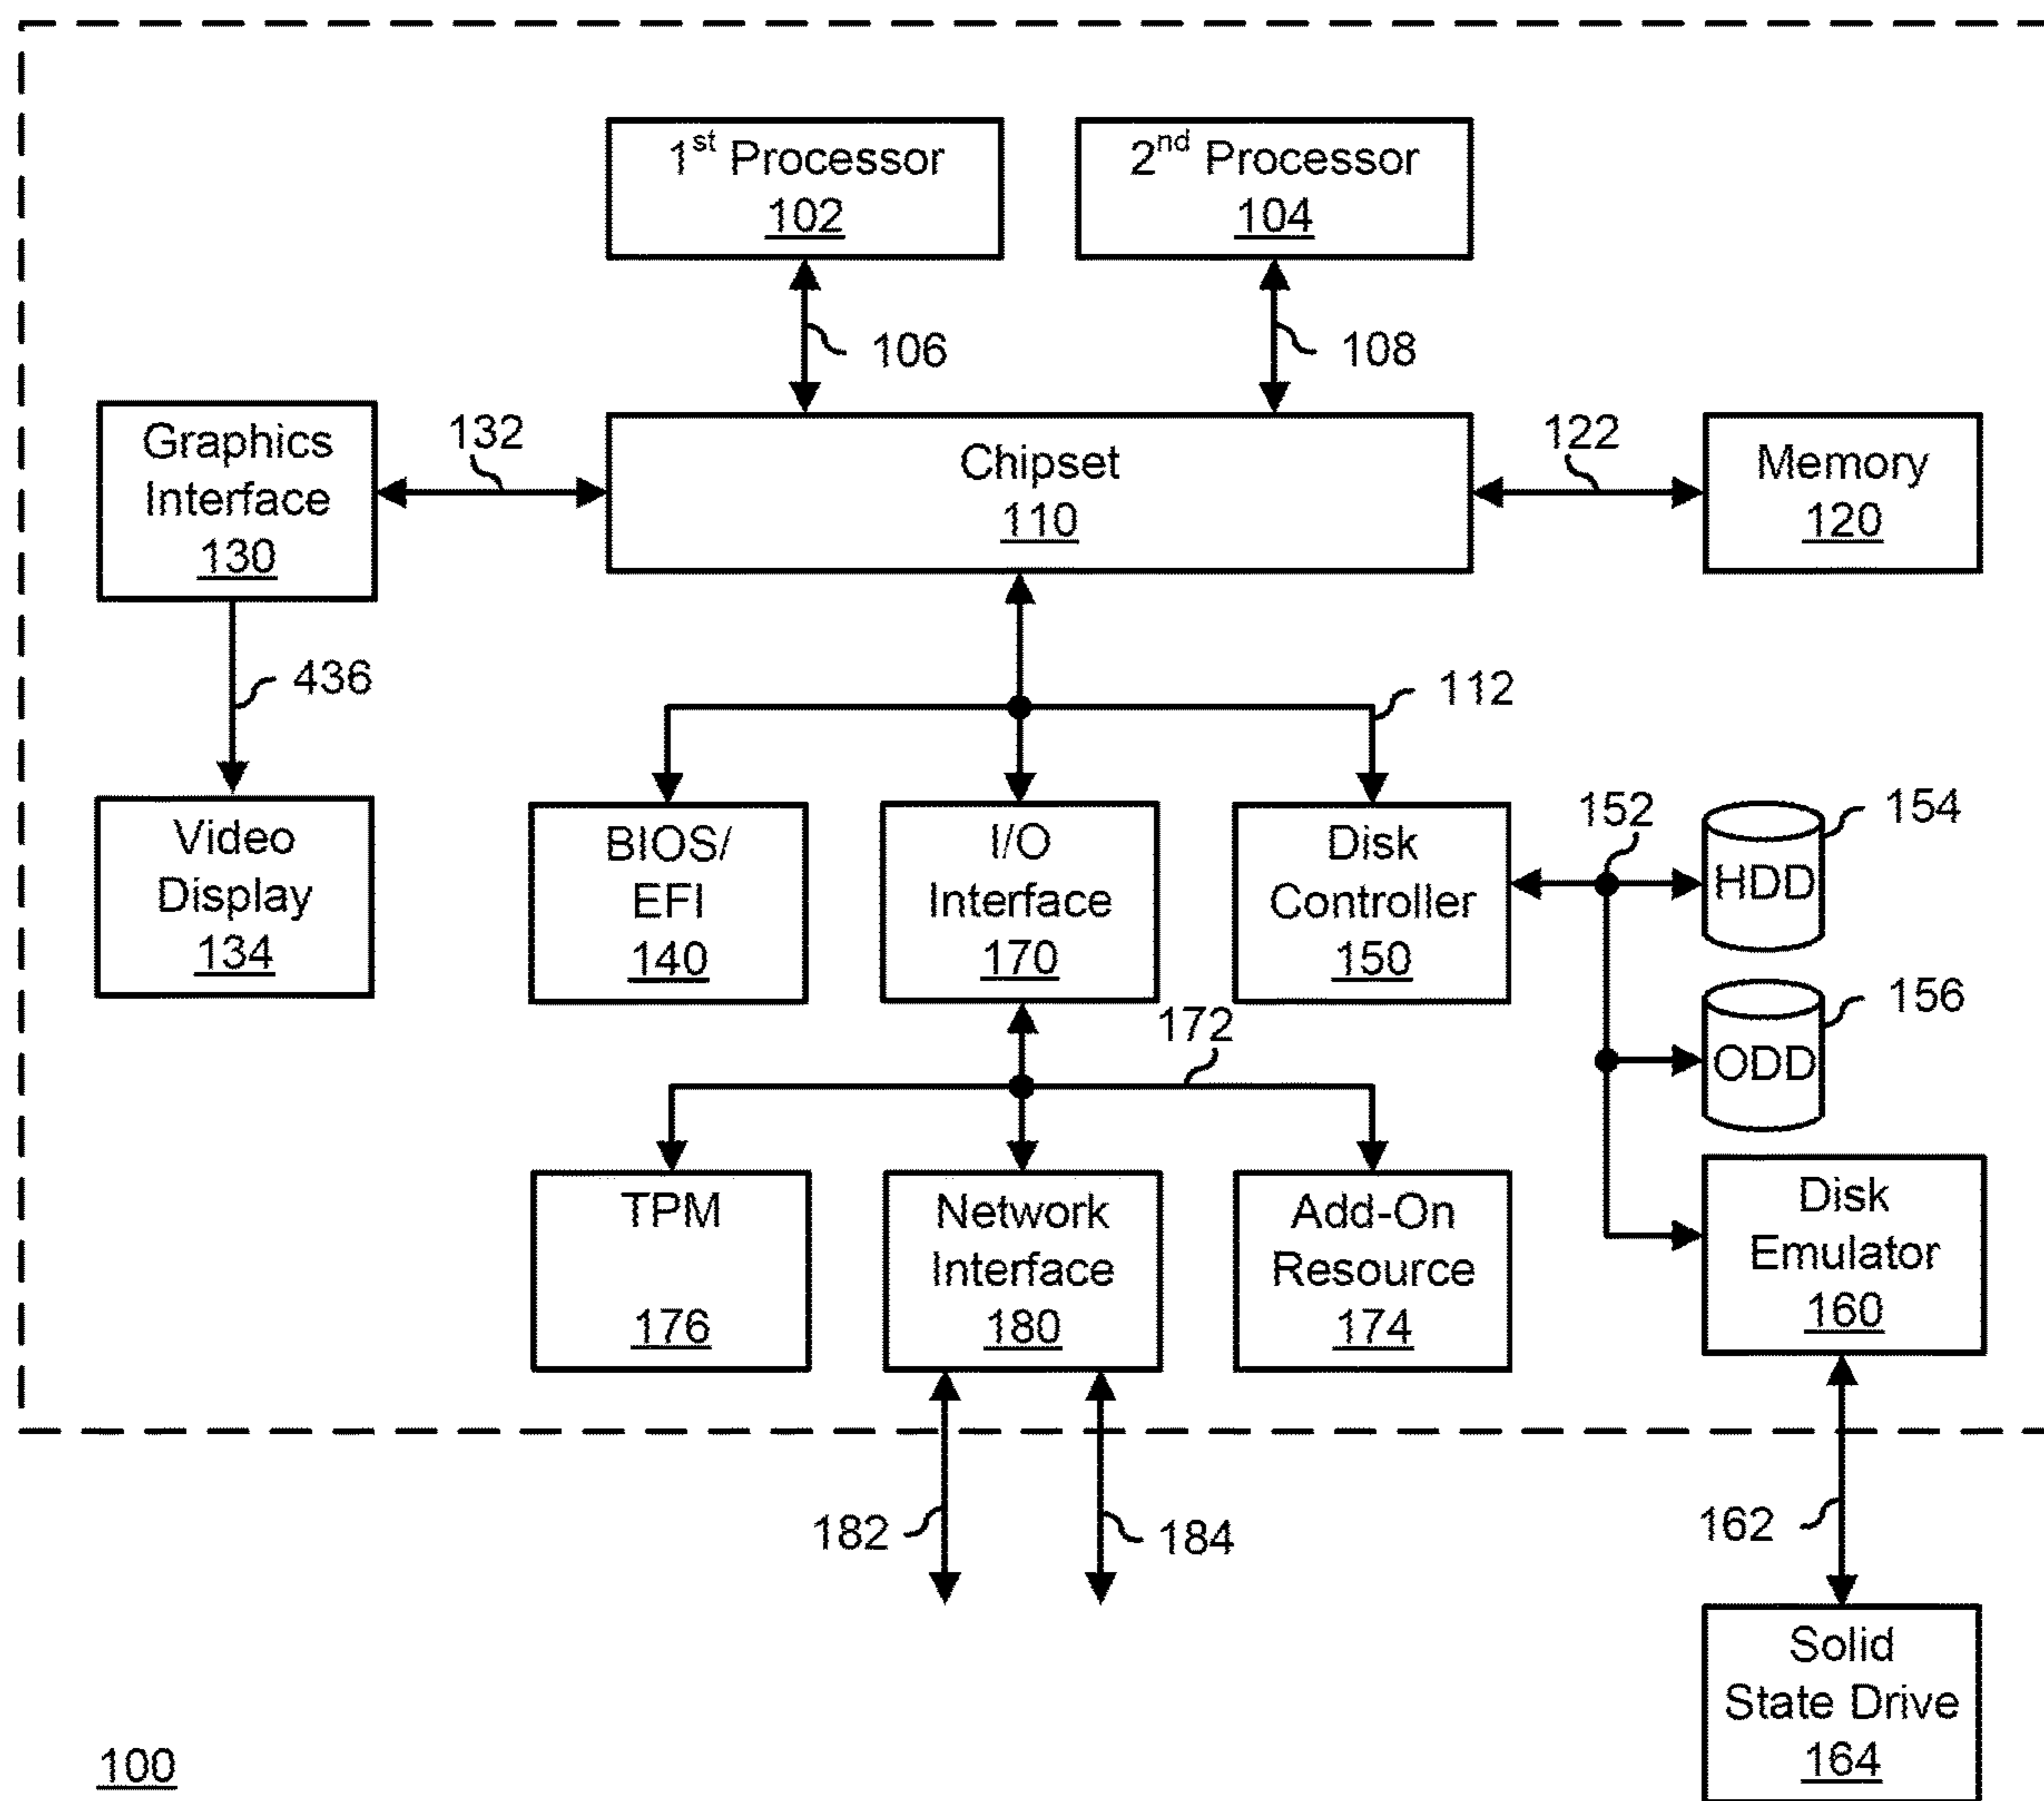 1st Processor
102
2nd Processor
104
106
108
Graphics
Interface
130
132
Chipset
110
122
Memory
120
436
112
Video
Display
134
BIOS/
EFI
140
I/O
Interface
170
Disk
Controller
150
152
HDD
154
ODD
156
172
TPM
176
Network
Interface
180
Add-On
Resource
174
Disk
Emulator
160
182
184
162
Solid
State Drive
164
100